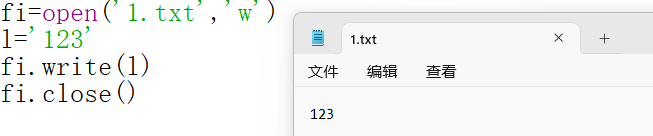 fi=open('1.txt','w')
l='123'
fi.write(l)
fi.close()
1.txt
文件 编辑 查看
123